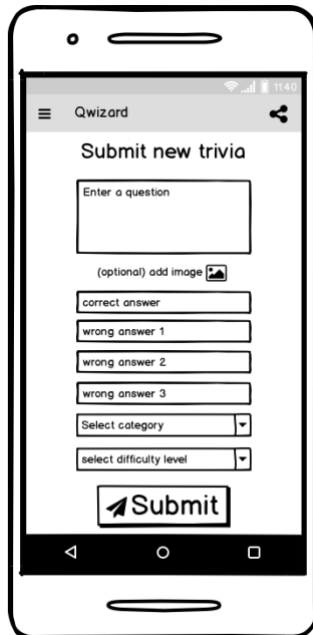 11:40
Qwizard
Submit new trivia
Enter a question
(optional) add image
correct answer
wrong answer 1
wrong answer 2
wrong answer 3
Select category
select difficulty level
Submit